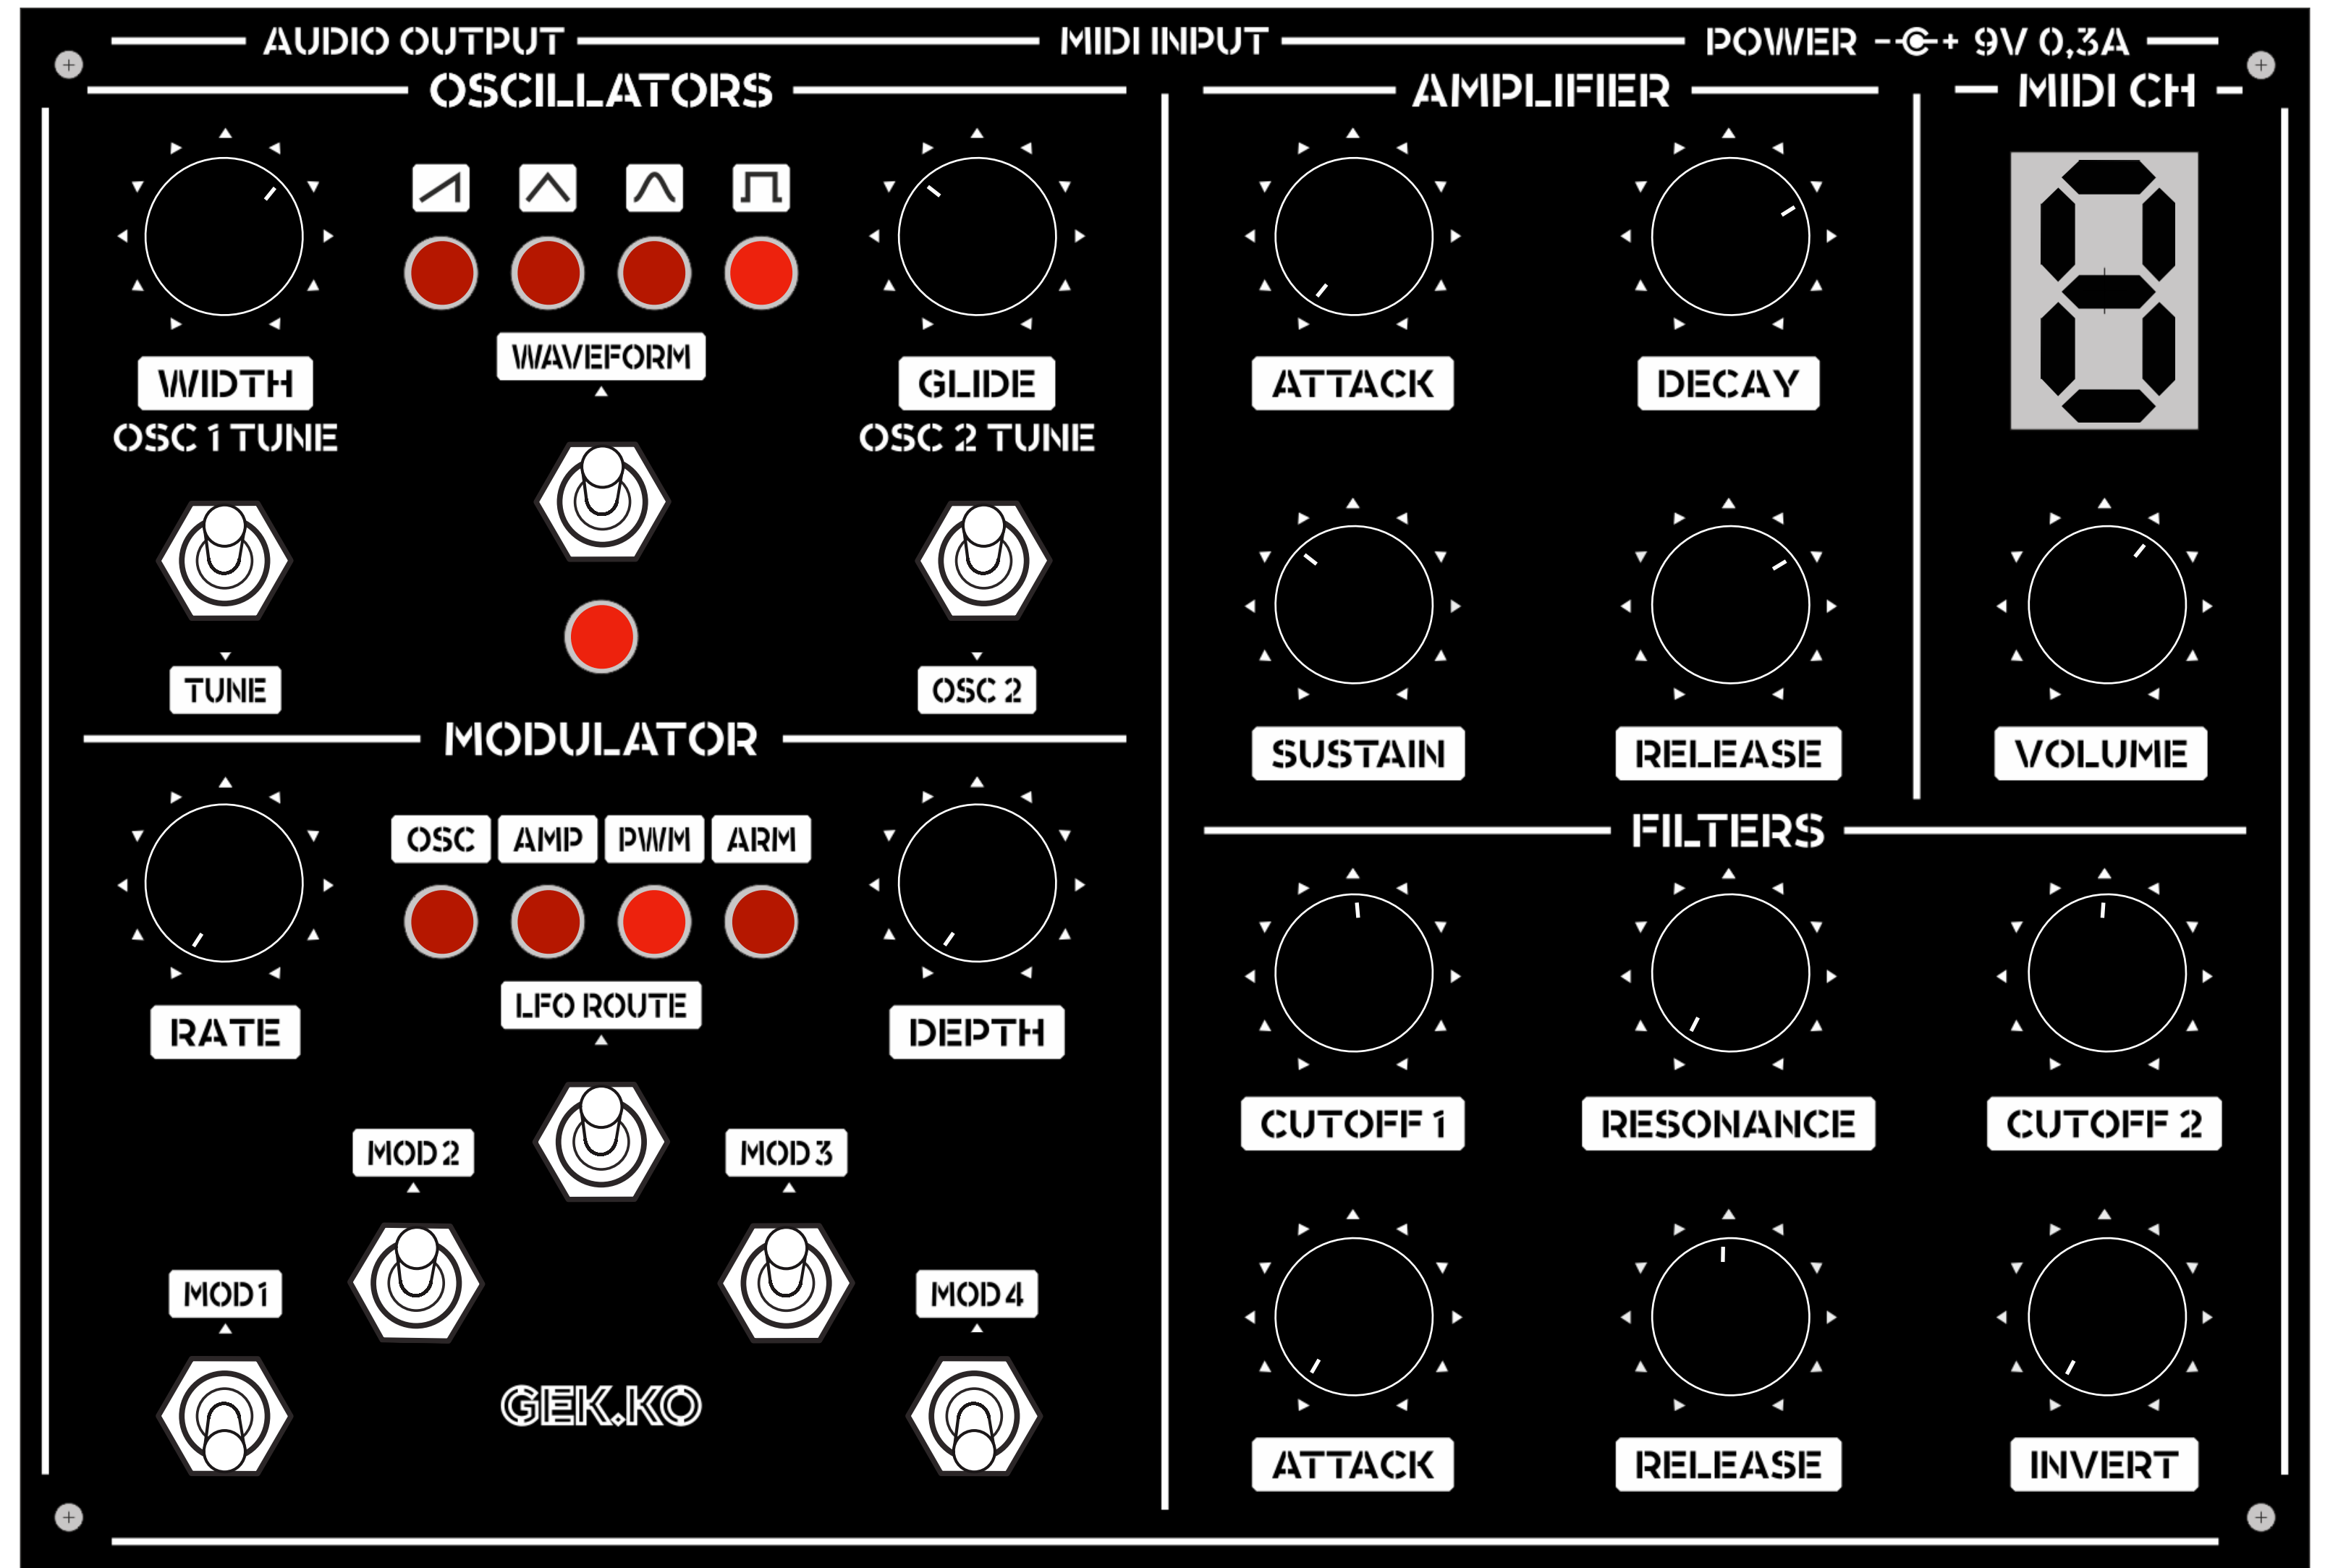 AUDIO OUTPUT
MIDI INPUT
POWER - + 9V 0,3A
OSCILLATORS
AMPLIFIER
MIDI CH
8
WAVEFORM
WIDTH
GLIDE
ATTACK
DECAY
OSC 1 TUNE
OSC 2 TUNE
TUNE
OSC 2
MODULATOR
SUSTAIN
RELEASE
VOLUME
FILTERS
OSC
AMP
PWM
ARM
LFO ROUTE
RATE
DEPTH
CUTOFF 1
RESONANCE
CUTOFF 2
MOD 2
MOD 3
MOD 1
MOD 4
GEK.KO
ATTACK
RELEASE
INVERT